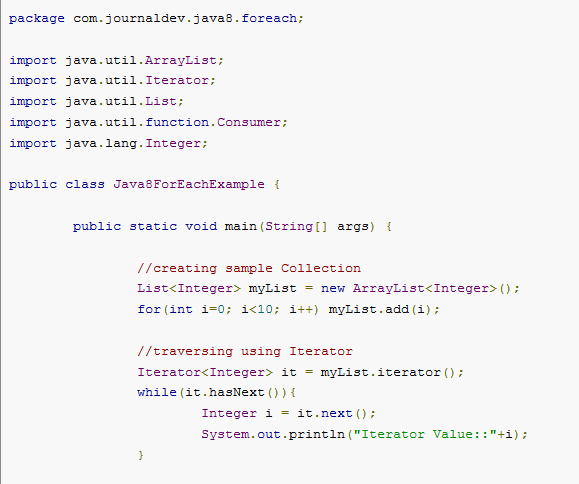 package com.journaldev.java8.foreach;
import java.util.ArrayList;
import java.util.Iterator;
import java.util.List;
import java.util.function.Consumer;
import java.lang.Integer;
public class Java8ForEachExample {
public static void main(String[] args) {
//creating sample Collection
List<Integer> myList = new ArrayList<Integer>();
for(int i=0; i<10; i++) myList.add(i);
//traversing using Iterator
Iterator<Integer> it = myList.iterator();
while(it.hasNext()){
Integer i = it.next();
System.out.println("Iterator Value::"+i);
}